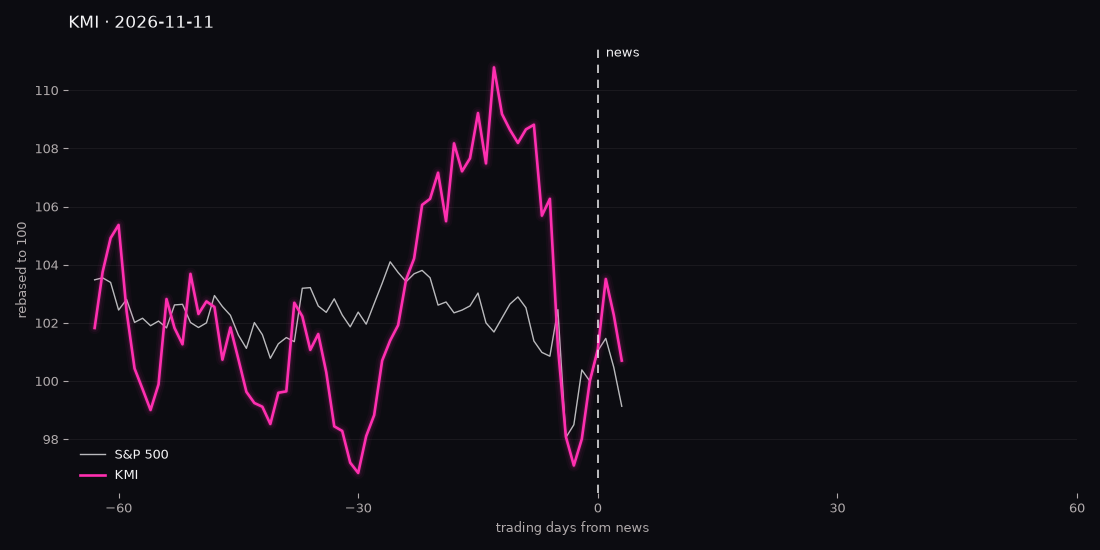 KMI · 2026-11-11
news
110
108
106
104
102
100
98
rebased to 100
S&P 500
KMI
−60
−30
0
30
60
trading days from news